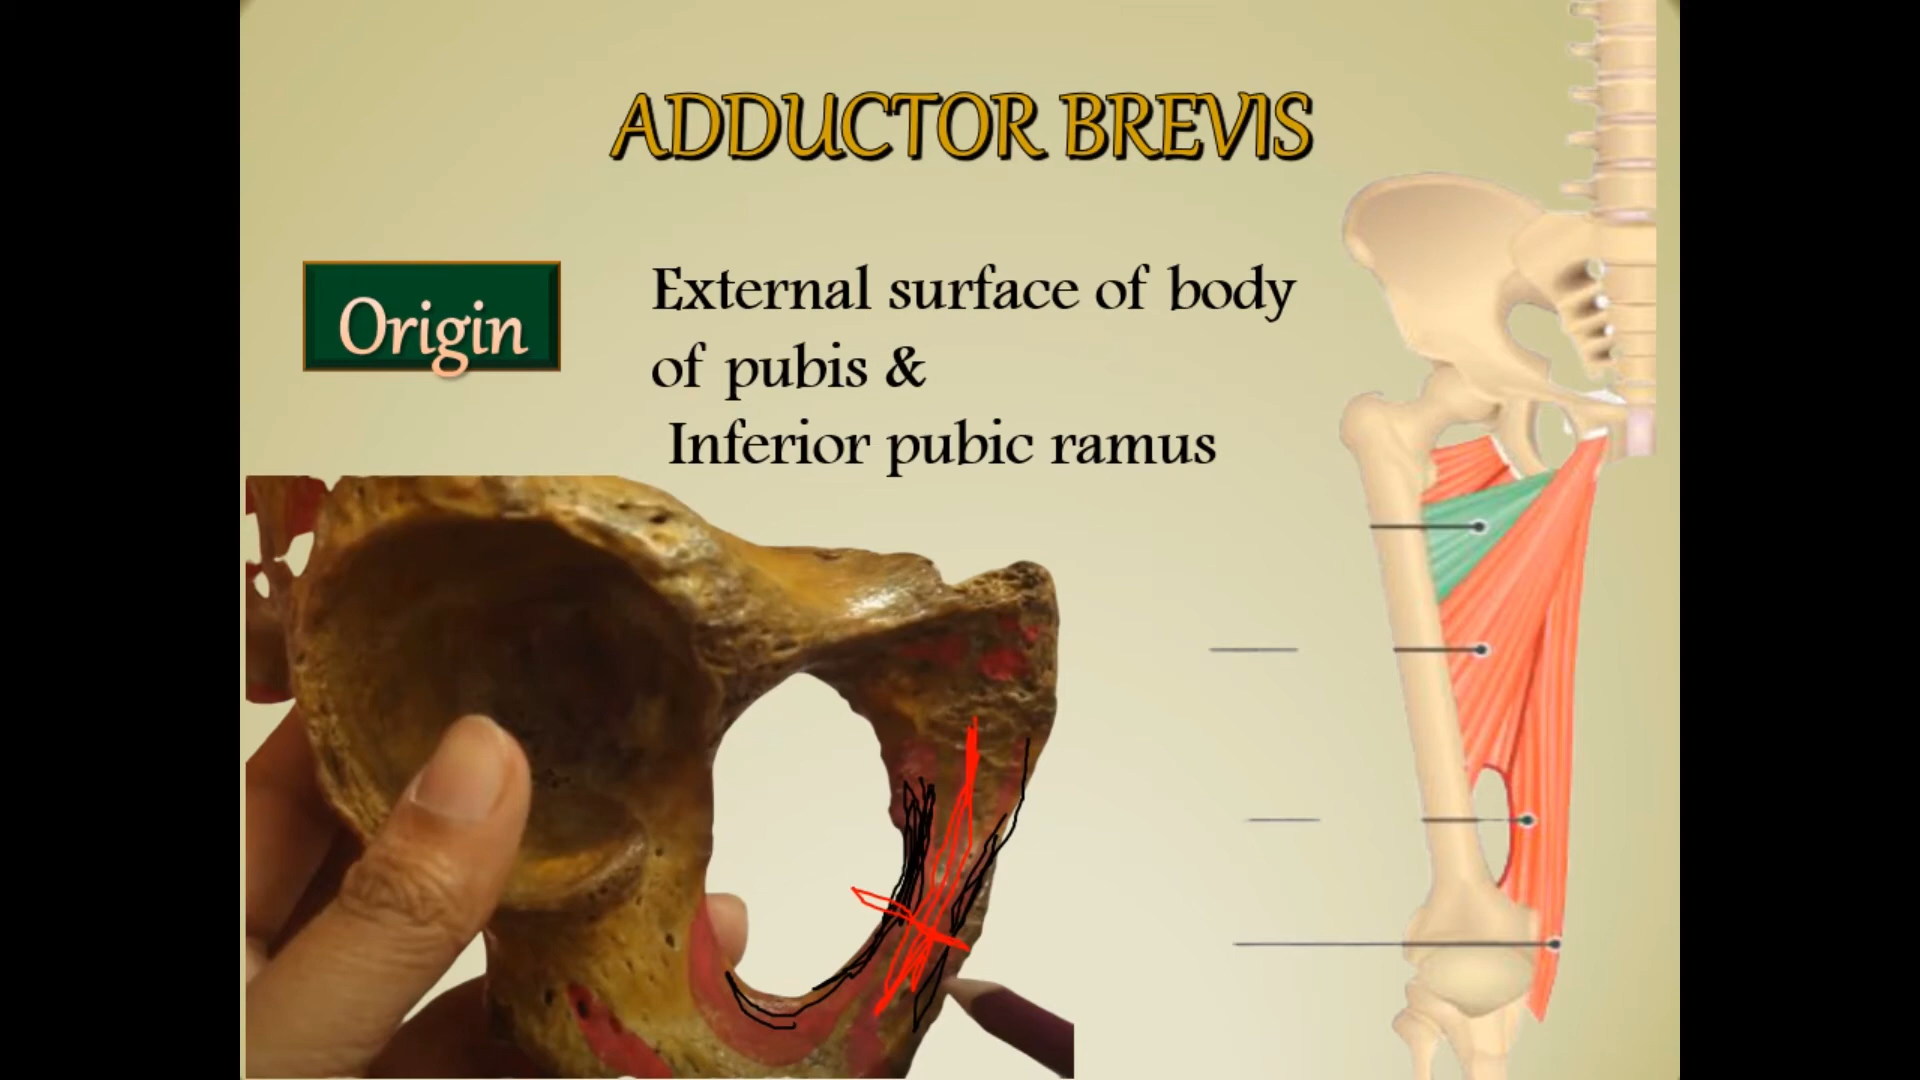 ADDUCTOR BREVIS
Origin
External surface of body
of pubis &
Inferior pubic ramus